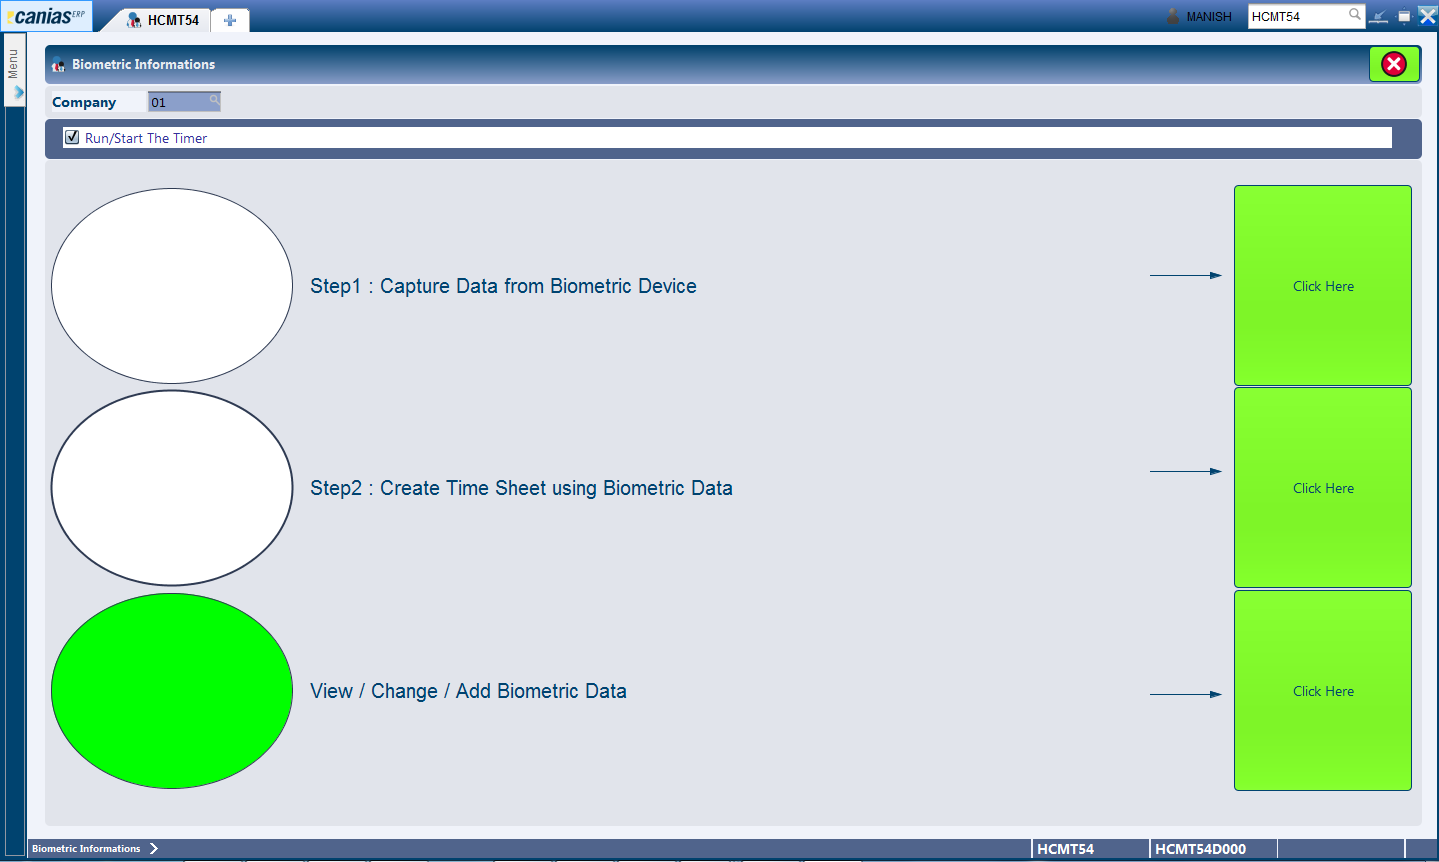 canias ERP
HCMT54
MANISH
HCMT54
Menu
Biometric Informations
Company
01
Run/Start The Timer
Step1 : Capture Data from Biometric Device
Click Here
Step2 : Create Time Sheet using Biometric Data
Click Here
View / Change / Add Biometric Data
Click Here
Biometric Informations
HCMT54
HCMT54D000